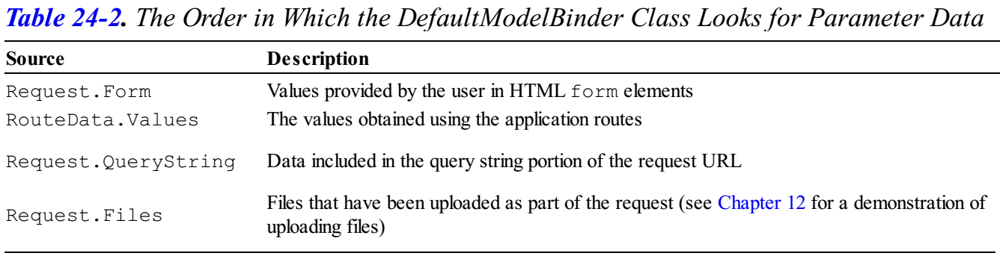 Table 24-2. The Order in Which the DefaultModelBinder Class Looks for Parameter Data
Source Description
Request.Form Values provided by the user in HTML form elements
RouteData.Values The values obtained using the application routes
Request.QueryString Data included in the query string portion of the request URL
Request.Files Files that have been uploaded as part of the request (see Chapter 12 for a demonstration of
uploading files)